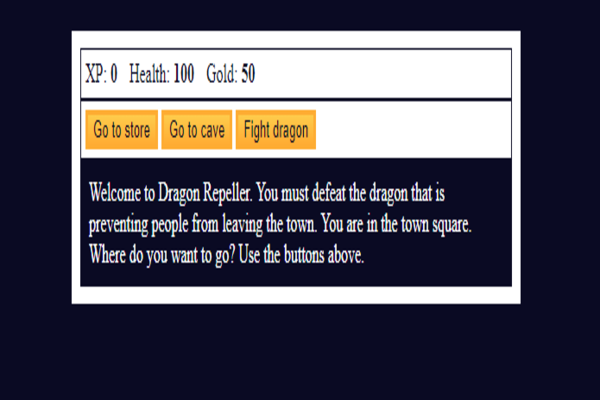 XP: 0 Health: 100 Gold: 50
Go to store Go to cave Fight dragon
Welcome to Dragon Repeller. You must defeat the dragon that is
preventing people from leaving the town. You are in the town square.
Where do you want to go? Use the buttons above.